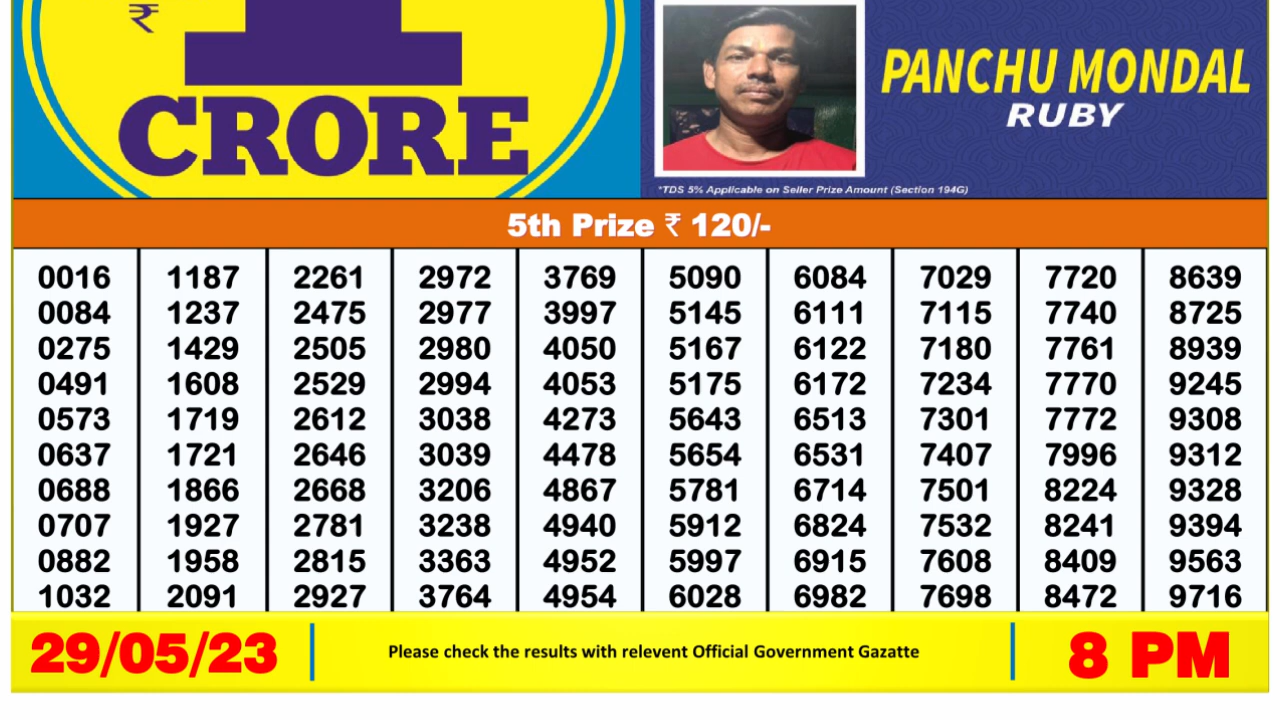 ₹
1
CRORE
PANCHU MONDAL
RUBY
*TDS 5% Applicable on Seller Prize Amount (Section 194G)
5th Prize ₹ 120/-
0016 1187 2261 2972 3769 5090 6084 7029 7720 8639
0084 1237 2475 2977 3997 5145 6111 7115 7740 8725
0275 1429 2505 2980 4050 5167 6122 7180 7761 8939
0491 1608 2529 2994 4053 5175 6172 7234 7770 9245
0573 1719 2612 3038 4273 5643 6513 7301 7772 9308
0637 1721 2646 3039 4478 5654 6531 7407 7996 9312
0688 1866 2668 3206 4867 5781 6714 7501 8224 9328
0707 1927 2781 3238 4940 5912 6824 7532 8241 9394
0882 1958 2815 3363 4952 5997 6915 7608 8409 9563
1032 2091 2927 3764 4954 6028 6982 7698 8472 9716
29/05/23
Please check the results with relevent Official Government Gazatte
8 PM